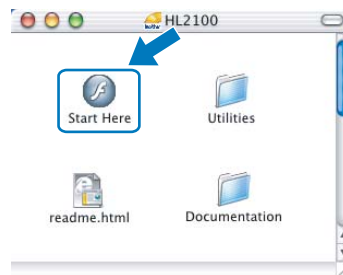 HL2100
Start Here
Utilities
readme.html
Documentation